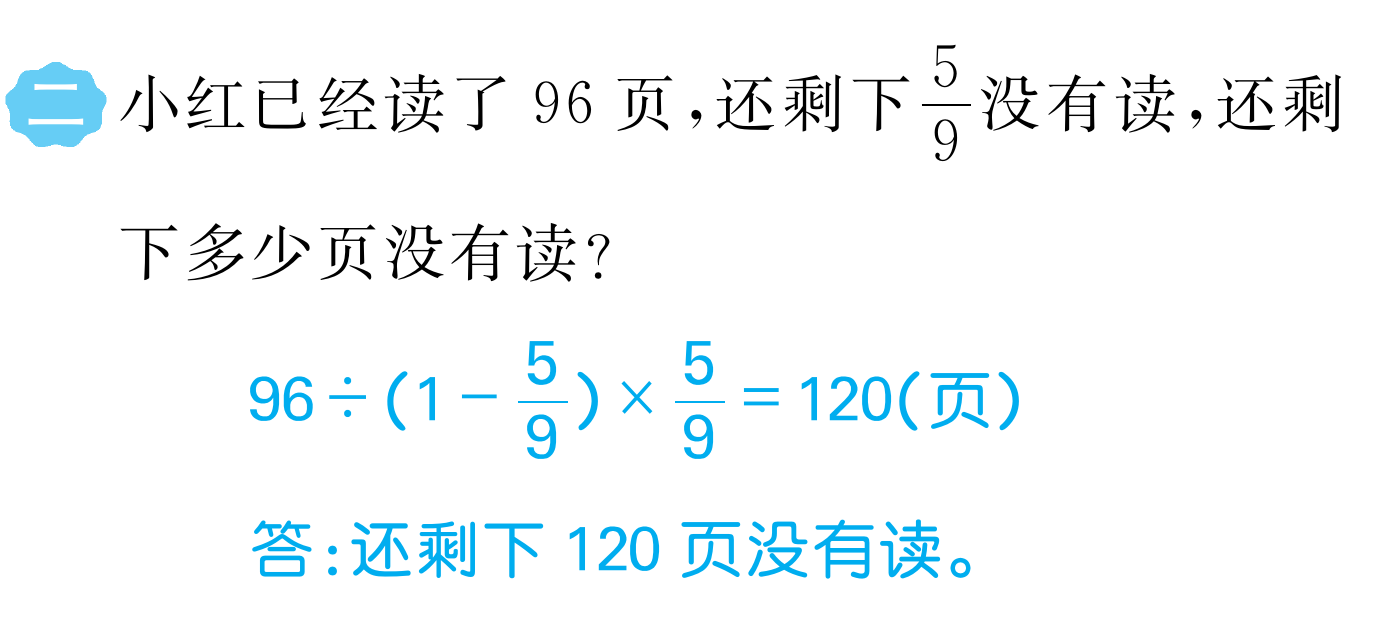 二 小红已经读了 96 页,还剩下5/9没有读,还剩
下多少页没有读?
96÷(1-5/9)×5/9=120(页)
答:还剩下 120 页没有读。